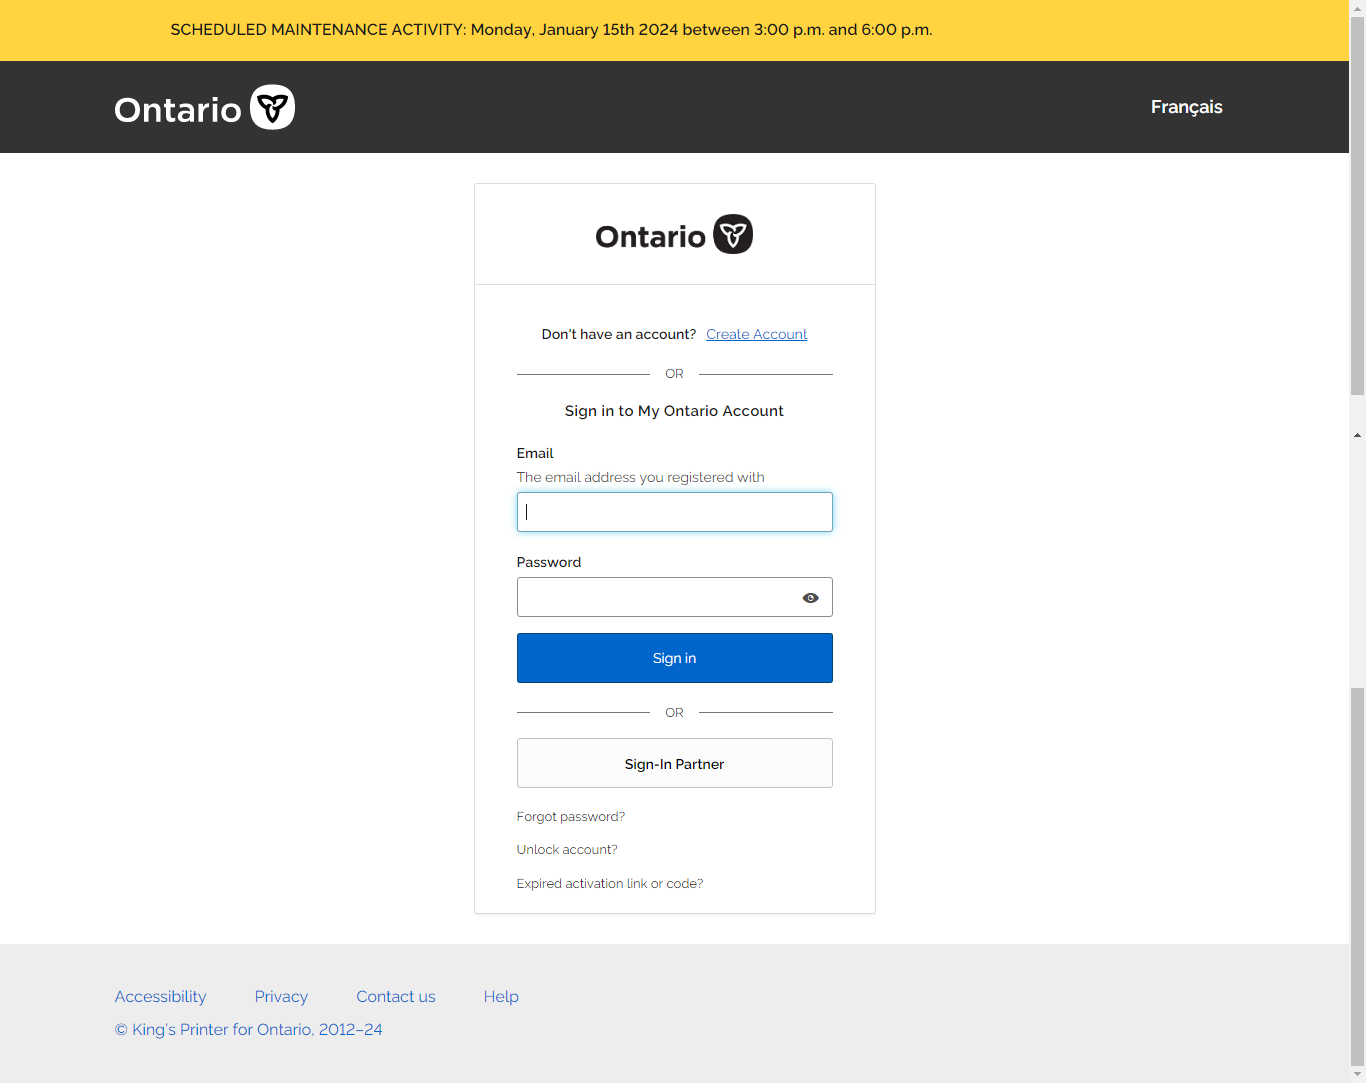 SCHEDULED MAINTENANCE ACTIVITY: Monday, January 15th 2024 between 3:00 p.m. and 6:00 p.m.
Ontario
Français
Ontario
Don't have an account? Create Account
OR
Sign in to My Ontario Account
Email
The email address you registered with
Password
Sign in
OR
Sign-In Partner
Forgot password?
Unlock account?
Expired activation link or code?
Accessibility Privacy Contact us Help
© King's Printer for Ontario, 2012–24